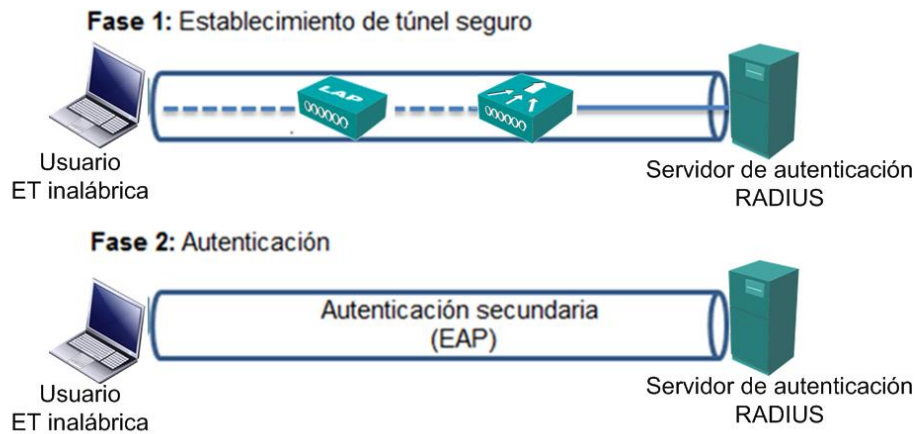 Fase 1: Establecimiento de túnel seguro
LAP
Usuario
ET inalábrica
Servidor de autenticación
RADIUS
Fase 2: Autenticación
Autenticación secundaria
(EAP)
Usuario
ET inalábrica
Servidor de autenticación
RADIUS